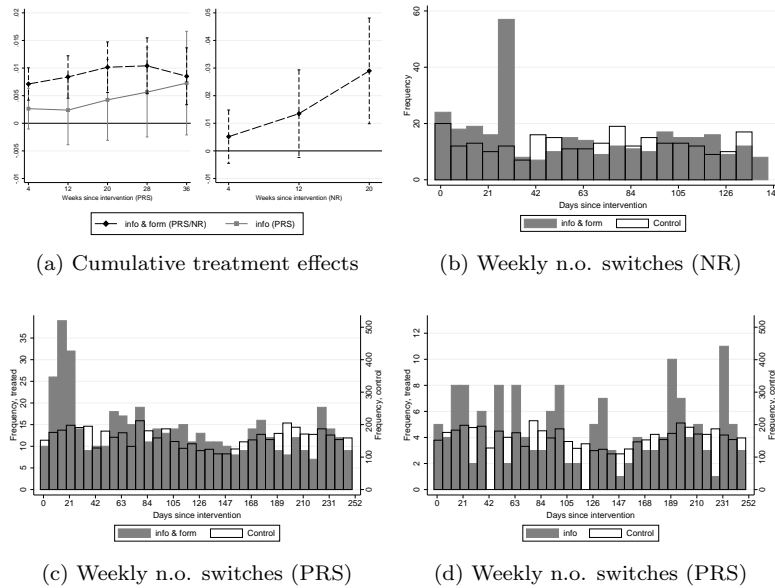 .02
.015
.01
.005
0
-.005
-.01
4 12 20 28 36
Weeks since intervention (PRS)
.05
.04
.03
.02
.01
0
-.01
4 12 20
Weeks since intervention (NR)
info & form (PRS/NR) info (PRS)
(a) Cumulative treatment effects
Frequency
60
40
20
0
0 21 42 63 84 105 126 14
Days since intervention
info & form Control
(b) Weekly n.o. switches (NR)
Frequency, treated
35
30
25
20
15
10
5
0
Frequency, control
500
400
300
200
100
0
0 21 42 63 84 105 126 147 168 189 210 231 252
Days since intervention
info & form Control
(c) Weekly n.o. switches (PRS)
Frequency, treated
12
10
8
6
4
2
0
Frequency, control
500
400
300
200
100
0
0 21 42 63 84 105 126 147 168 189 210 231 252
Days since intervention
info Control
(d) Weekly n.o. switches (PRS)